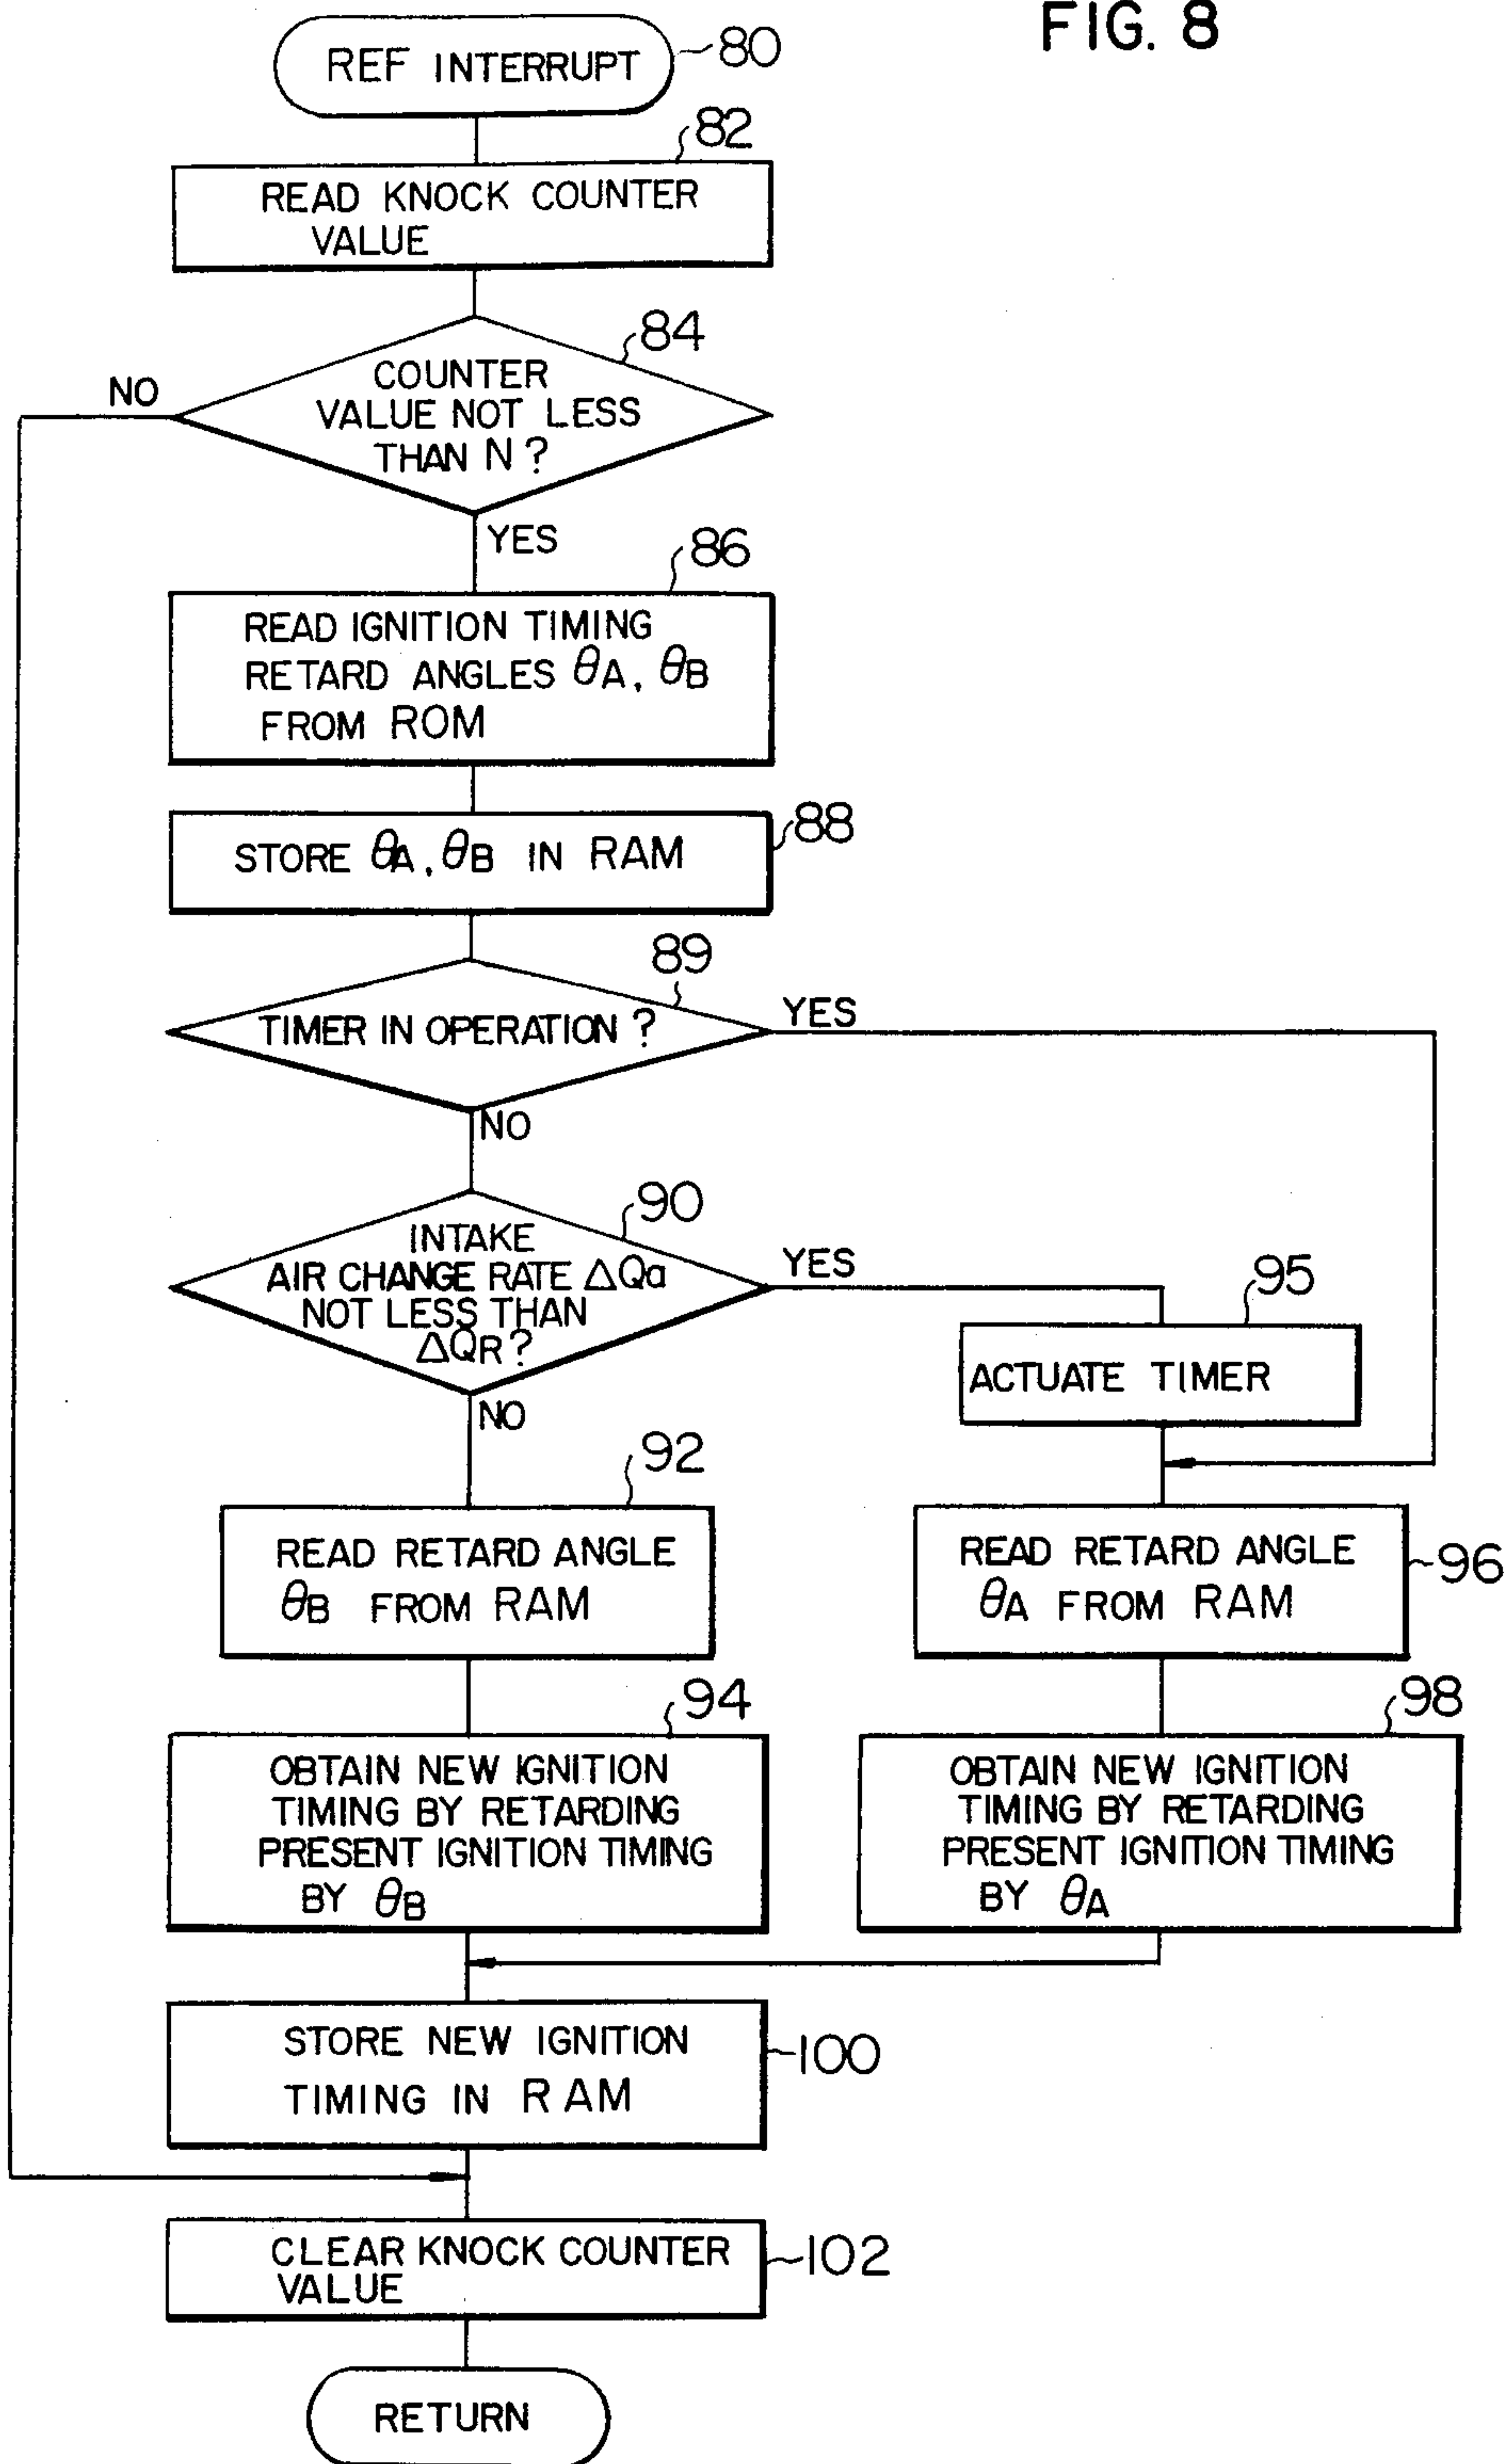 FIG. 8
REF INTERRUPT
80
82
READ KNOCK COUNTER
VALUE
84
COUNTER
VALUE NOT LESS
THAN N ?
NO
YES
86
READ IGNITION TIMING
RETARD ANGLES θA, θB
FROM ROM
88
STORE θA, θB IN RAM
89
TIMER IN OPERATION ?
YES
NO
90
INTAKE
AIR CHANGE RATE ΔQa
NOT LESS THAN
ΔQR ?
YES
NO
95
ACTUATE TIMER
92
READ RETARD ANGLE
θB FROM RAM
READ RETARD ANGLE
θA FROM RAM
96
94
OBTAIN NEW IGNITION
TIMING BY RETARDING
PRESENT IGNITION TIMING
BY θB
98
OBTAIN NEW IGNITION
TIMING BY RETARDING
PRESENT IGNITION TIMING
BY θA
STORE NEW IGNITION
TIMING IN RAM
100
CLEAR KNOCK COUNTER
VALUE
102
RETURN